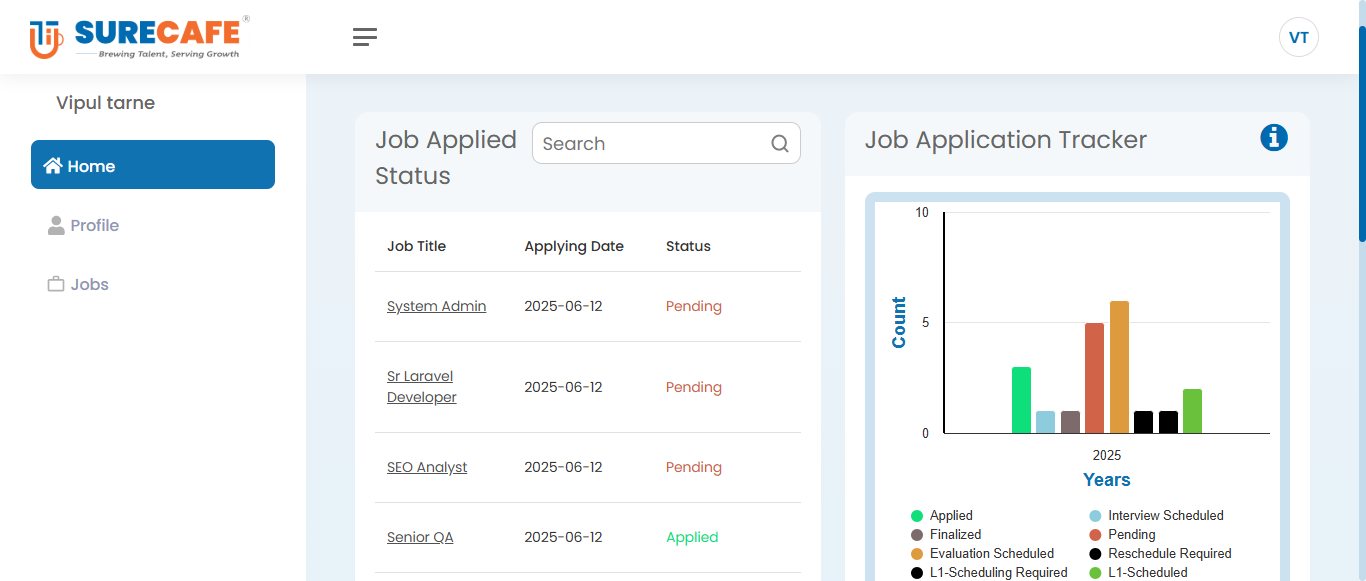 SURECAFE®
Brewing Talent, Serving Growth
VT
Vipul tarne
Home
Profile
Jobs
Job Applied
Status
Search
Job Title Applying Date Status
System Admin 2025-06-12 Pending
Sr Laravel
Developer 2025-06-12 Pending
SEO Analyst 2025-06-12 Pending
Senior QA 2025-06-12 Applied
Job Application Tracker
10
5
0
Count
2025
Years
Applied Interview Scheduled
Finalized Pending
Evaluation Scheduled Reschedule Required
L1-Scheduling Required L1-Scheduled